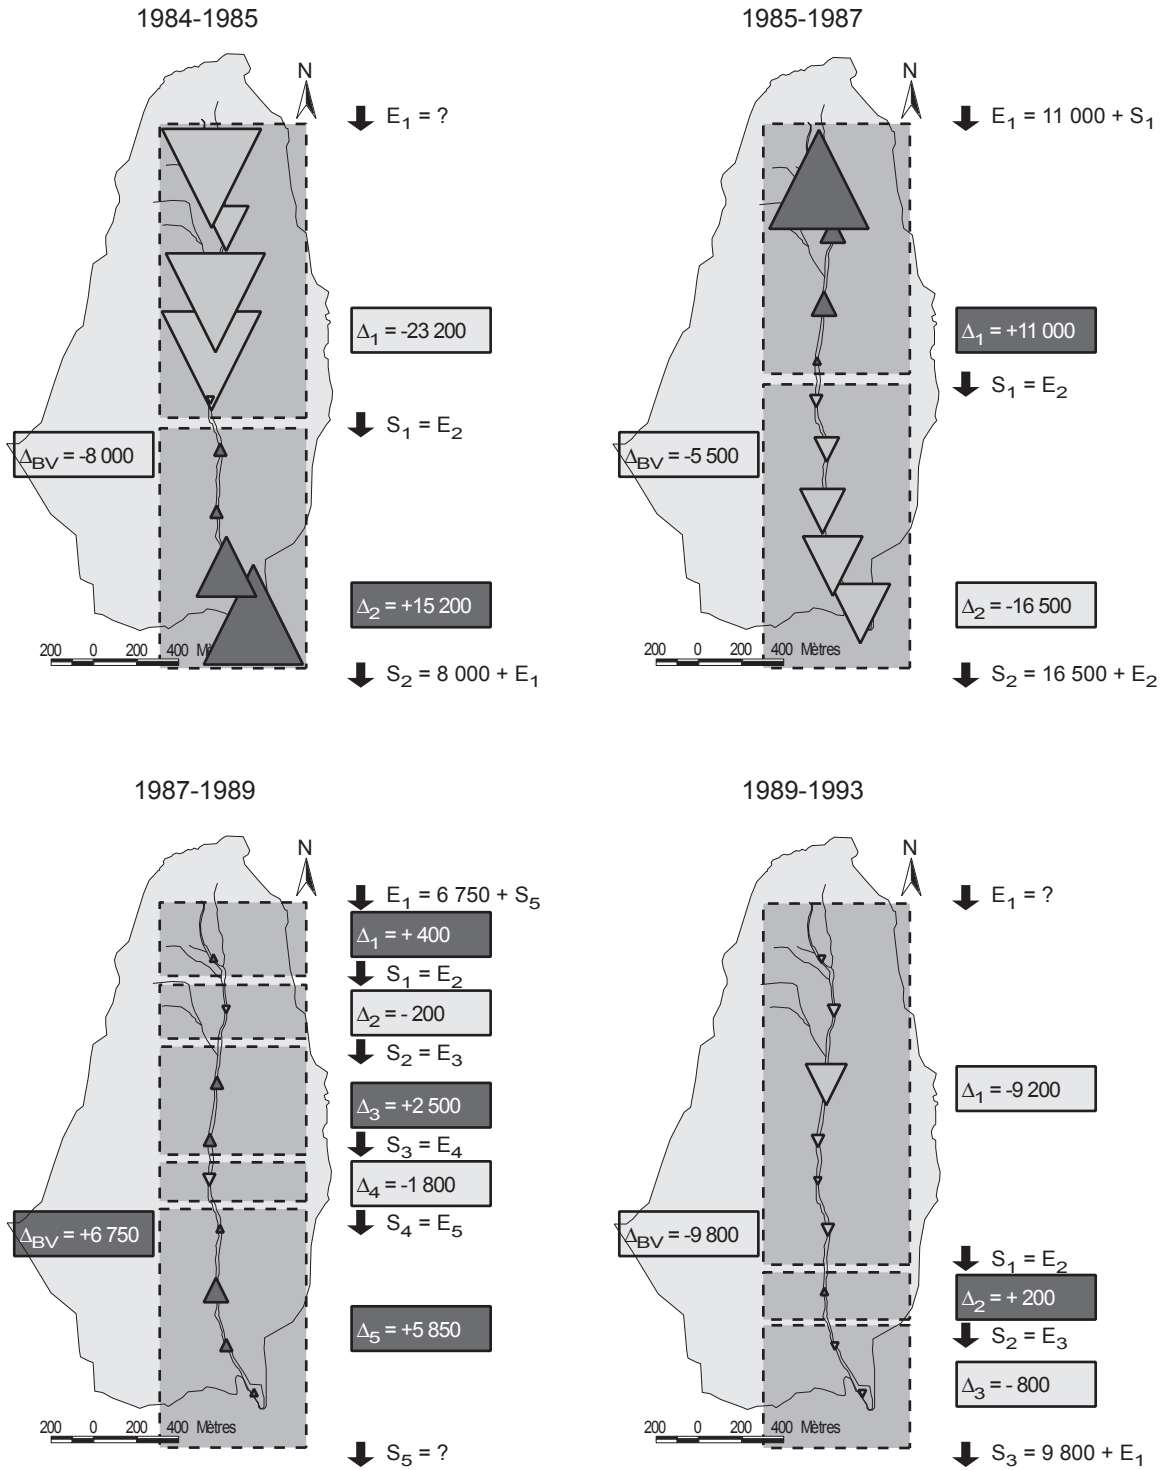 1984-1985
N
E1 = ?
Δ1 = -23 200
S1 = E2
ΔBV = -8 000
Δ2 = +15 200
200 0 200 400 Mètres
S2 = 8 000 + E1
1985-1987
N
E1 = 11 000 + S1
Δ1 = +11 000
S1 = E2
ΔBV = -5 500
Δ2 = -16 500
200 0 200 400 Mètres
S2 = 16 500 + E2
1987-1989
N
E1 = 6 750 + S5
Δ1 = + 400
S1 = E2
Δ2 = - 200
S2 = E3
Δ3 = +2 500
S3 = E4
Δ4 = -1 800
S4 = E5
ΔBV = +6 750
Δ5 = +5 850
200 0 200 400 Mètres
S5 = ?
1989-1993
N
E1 = ?
Δ1 = -9 200
ΔBV = -9 800
S1 = E2
Δ2 = + 200
S2 = E3
Δ3 = - 800
200 0 200 400 Mètres
S3 = 9 800 + E1